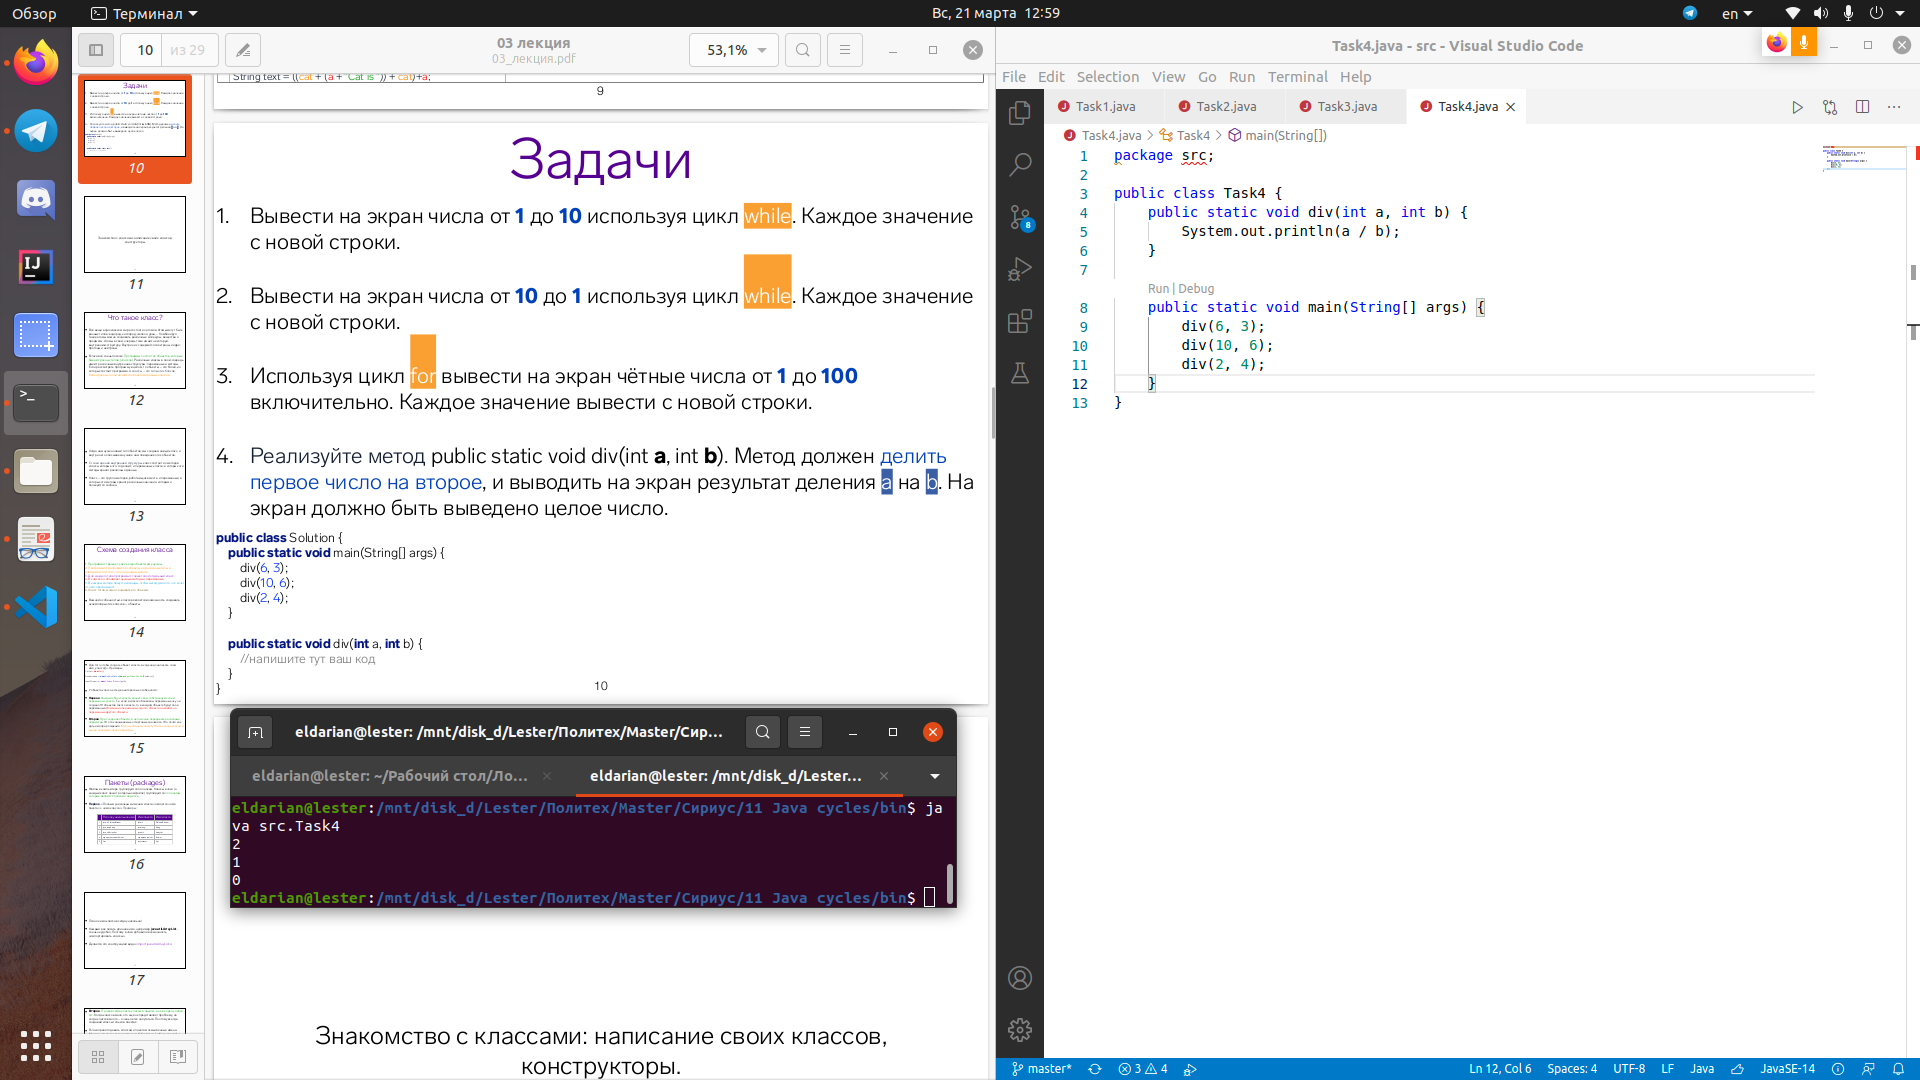 Обзор
Терминал
Вс, 21 марта 12:59
en
10
из 29
03 лекция
03_лекция.pdf
53,1%
10
11
12
13
14
15
16
17
Задачи
Что такое класс?
Схема создания класса
Пакеты (packages)
String text = ((cat + (a + "Cat is ")) + cat)+a;
9
Задачи
1. Вывести на экран числа от 1 до 10 используя цикл while. Каждое значение
с новой строки.
2. Вывести на экран числа от 10 до 1 используя цикл while. Каждое значение
с новой строки.
3. Используя цикл for вывести на экран чётные числа от 1 до 100
включительно. Каждое значение вывести с новой строки.
4. Реализуйте метод public static void div(int a, int b). Метод должен делить
первое число на второе, и выводить на экран результат деления a на b. На
экран должно быть выведено целое число.
public class Solution {
public static void main(String[] args) {
div(6, 3);
div(10, 6);
div(2, 4);
}
public static void div(int a, int b) {
//напишите тут ваш код
}
}
10
eldarian@lester: /mnt/disk_d/Lester/Политех/Master/Сир...
eldarian@lester: ~/Рабочий стол/Ло...
eldarian@lester: /mnt/disk_d/Lester...
eldarian@lester:/mnt/disk_d/Lester/Политех/Master/Сириус/11 Java cycles/bin$ ja
va src.Task4
2
1
0
eldarian@lester:/mnt/disk_d/Lester/Политех/Master/Сириус/11 Java cycles/bin$
Знакомство с классами: написание своих классов,
конструкторы.
Task4.java - src - Visual Studio Code
File Edit Selection View Go Run Terminal Help
Task1.java
Task2.java
Task3.java
Task4.java
Task4.java > Task4 > main(String[])
1 package src;
2
3 public class Task4 {
4 public static void div(int a, int b) {
5 System.out.println(a / b);
6 }
7
Run | Debug
8 public static void main(String[] args) {
9 div(6, 3);
10 div(10, 6);
11 div(2, 4);
12 }
13 }
8
master*
3
4
Ln 12, Col 6
Spaces: 4
UTF-8
LF
Java
JavaSE-14